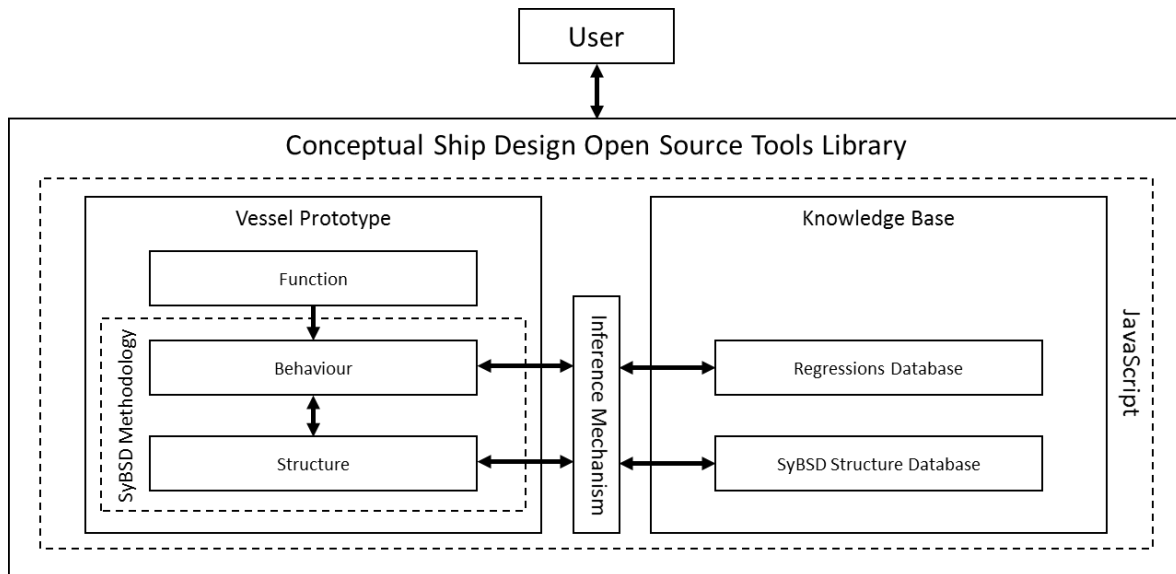 User
Conceptual Ship Design Open Source Tools Library
Vessel Prototype
Function
SyBSD Methodology
Behaviour
Structure
Inference Mechanism
Knowledge Base
Regressions Database
SyBSD Structure Database
JavaScript